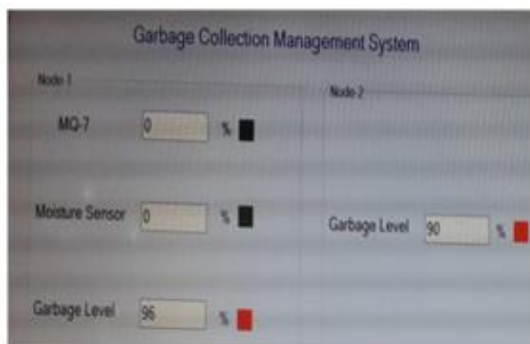 Garbage Collection Management System
Node-1
MQ-7 0 %
Moisture Sensor 0 %
Garbage Level 96 %
Node-2
Garbage Level 90 %